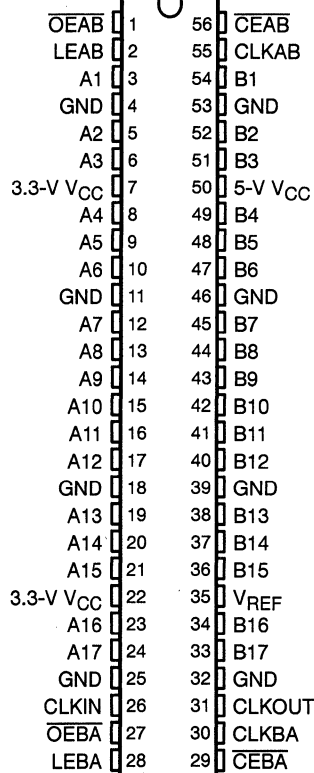 OEAB 1 56 CEAB
LEAB 2 55 CLKAB
A1 3 54 B1
GND 4 53 GND
A2 5 52 B2
A3 6 51 B3
3.3-V VCC 7 50 5-V VCC
A4 8 49 B4
A5 9 48 B5
A6 10 47 B6
GND 11 46 GND
A7 12 45 B7
A8 13 44 B8
A9 14 43 B9
A10 15 42 B10
A11 16 41 B11
A12 17 40 B12
GND 18 39 GND
A13 19 38 B13
A14 20 37 B14
A15 21 36 B15
3.3-V VCC 22 35 VREF
A16 23 34 B16
A17 24 33 B17
GND 25 32 GND
CLKIN 26 31 CLKOUT
OEBA 27 30 CLKBA
LEBA 28 29 CEBA